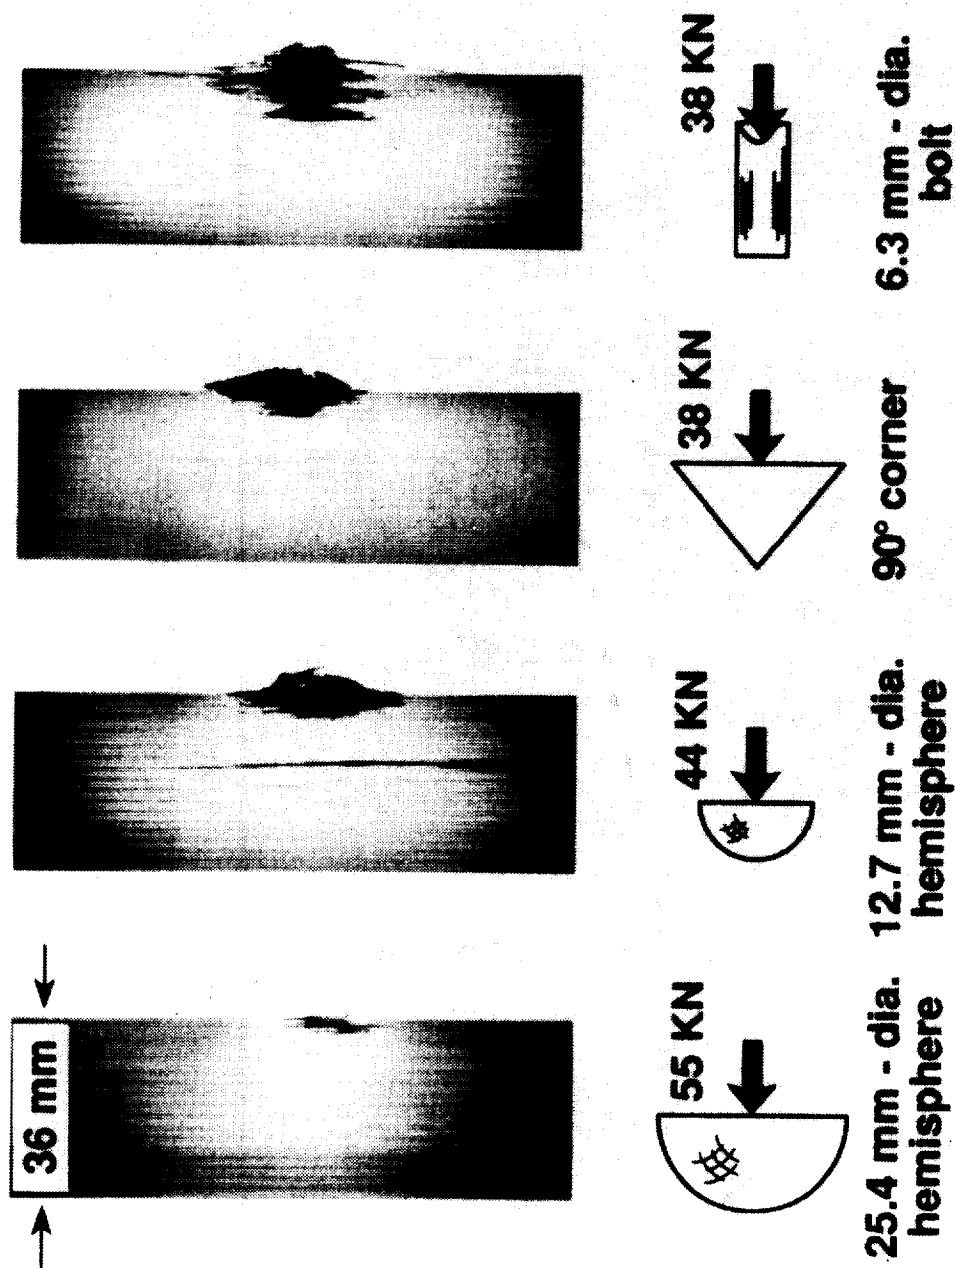 36 mm
55 KN
44 KN
38 KN
38 KN
25.4 mm - dia.
hemisphere
12.7 mm - dia.
hemisphere
90° corner
6.3 mm - dia.
bolt